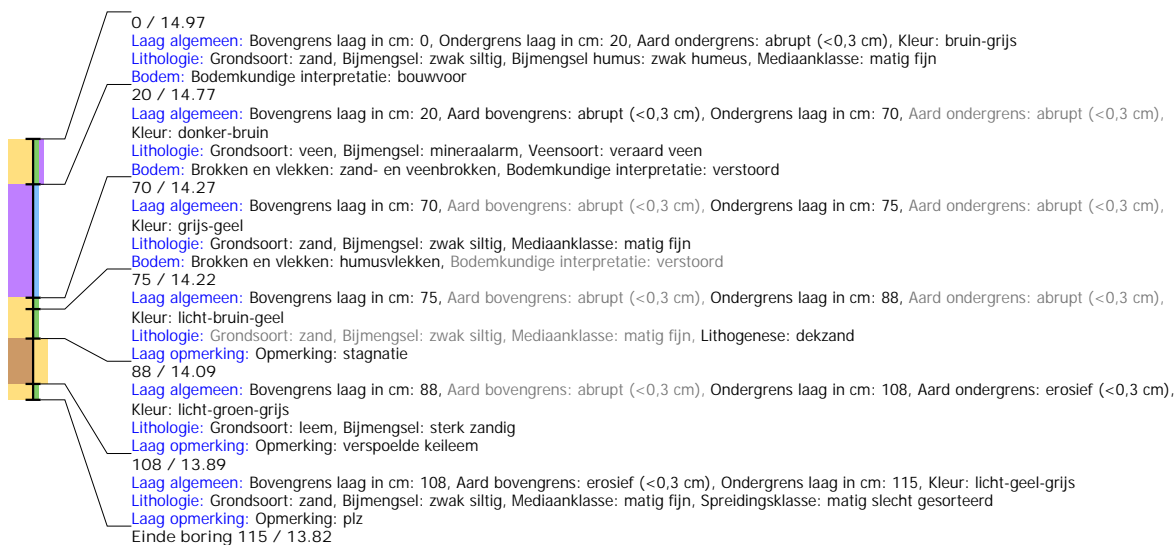 0 / 14.97
Laag algemeen: Bovengrens laag in cm: 0, Ondergrens laag in cm: 20, Aard ondergrens: abrupt (<0,3 cm), Kleur: bruin-grijs
Lithologie: Grondsoort: zand, Bijmengsel: zwak siltig, Bijmengsel humus: zwak humeus, Mediaanklasse: matig fijn
Bodem: Bodemkundige interpretatie: bouwvoor
20 / 14.77
Laag algemeen: Bovengrens laag in cm: 20, Aard bovengrens: abrupt (<0,3 cm), Ondergrens laag in cm: 70, Aard ondergrens: abrupt (<0,3 cm),
Kleur: donker-bruin
Lithologie: Grondsoort: veen, Bijmengsel: mineraalarm, Veensoort: veraard veen
Bodem: Brokken en vlekken: zand- en veenbrokken, Bodemkundige interpretatie: verstoord
70 / 14.27
Laag algemeen: Bovengrens laag in cm: 70, Aard bovengrens: abrupt (<0,3 cm), Ondergrens laag in cm: 75, Aard ondergrens: abrupt (<0,3 cm),
Kleur: grijs-geel
Lithologie: Grondsoort: zand, Bijmengsel: zwak siltig, Mediaanklasse: matig fijn
Bodem: Brokken en vlekken: humusvlekken, Bodemkundige interpretatie: verstoord
75 / 14.22
Laag algemeen: Bovengrens laag in cm: 75, Aard bovengrens: abrupt (<0,3 cm), Ondergrens laag in cm: 88, Aard ondergrens: abrupt (<0,3 cm),
Kleur: licht-bruin-geel
Lithologie: Grondsoort: zand, Bijmengsel: zwak siltig, Mediaanklasse: matig fijn, Lithogenese: dekzand
Laag opmerking: Opmerking: stagnatie
88 / 14.09
Laag algemeen: Bovengrens laag in cm: 88, Aard bovengrens: abrupt (<0,3 cm), Ondergrens laag in cm: 108, Aard ondergrens: erosief (<0,3 cm),
Kleur: licht-groen-grijs
Lithologie: Grondsoort: leem, Bijmengsel: sterk zandig
Laag opmerking: Opmerking: verspoelde keileem
108 / 13.89
Laag algemeen: Bovengrens laag in cm: 108, Aard bovengrens: erosief (<0,3 cm), Ondergrens laag in cm: 115, Kleur: licht-geel-grijs
Lithologie: Grondsoort: zand, Bijmengsel: zwak siltig, Mediaanklasse: matig fijn, Spreidingsklasse: matig slecht gesorteerd
Laag opmerking: Opmerking: plz
Einde boring 115 / 13.82